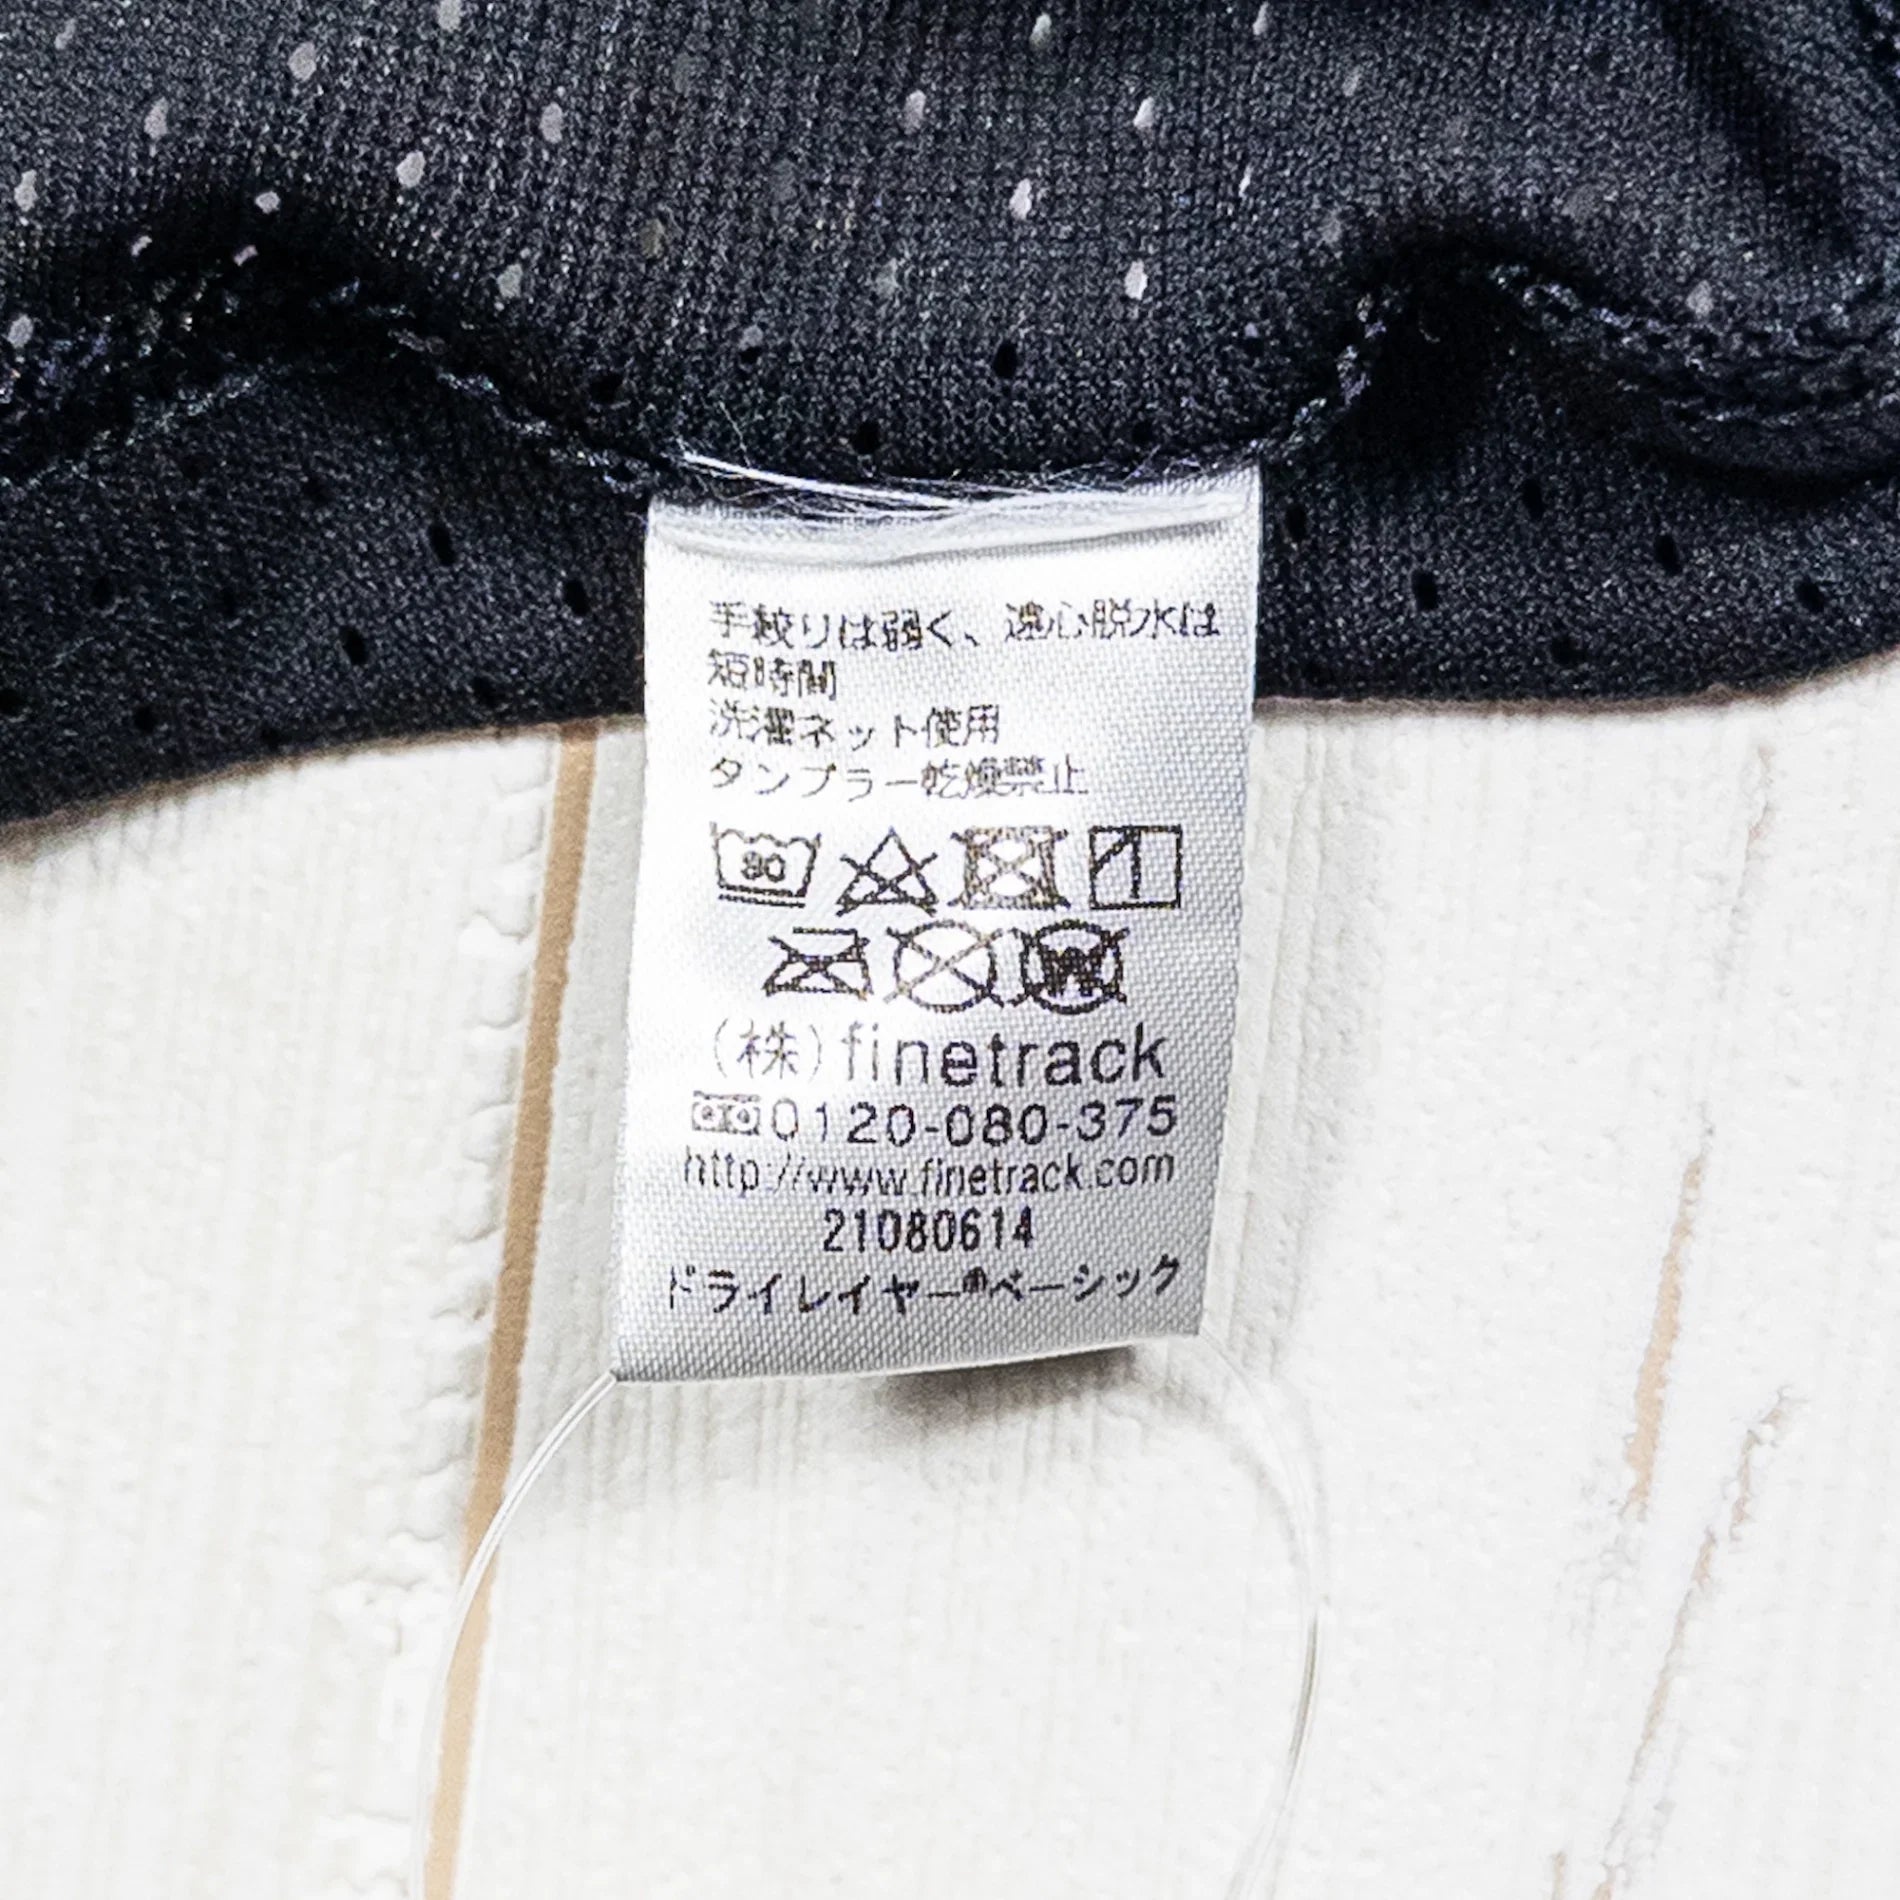 手絞りは弱く、遠心脱水は
短時間
洗濯ネット使用
タンブラー乾燥禁止
30
W
(株)finetrack
0120-080-375
http://www.finetrack.com
21080614
ドライレイヤー®ベーシック